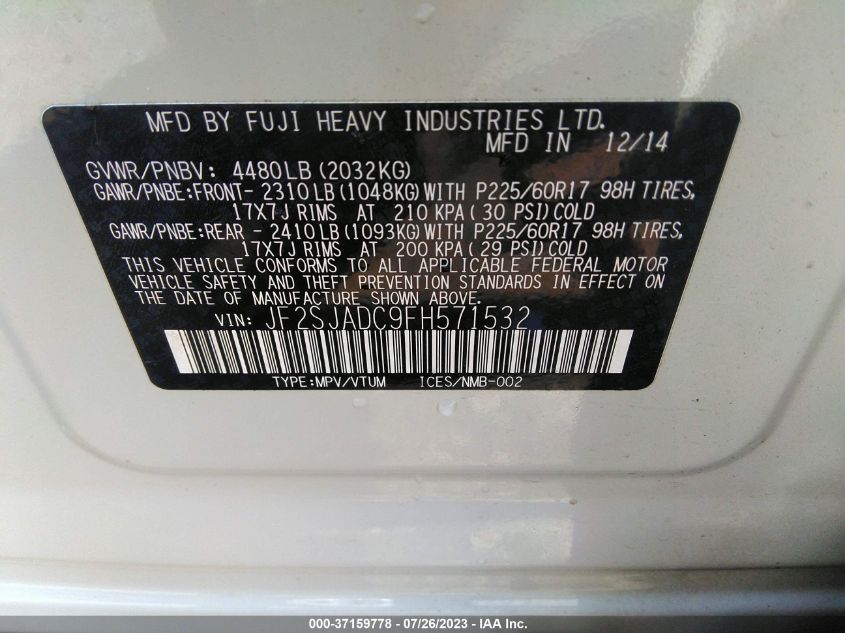 MFD BY FUJI HEAVY INDUSTRIES LTD.
MFD IN 12/14
GVWR/PNBV: 4480LB (2032KG)
GAWR/PNBE:FRONT- 2310LB (1048KG) WITH P225/60R17 98H TIRES,
17X7J RIMS AT 210 KPA ( 30 PSI) COLD
GAWR/PNBE:REAR - 2410LB (1093KG) WITH P225/60R17 98H TIRES,
17X7J RIMS AT 200 KPA (29 PSI) COLD
THIS VEHICLE CONFORMS TO ALL APPLICABLE FEDERAL MOTOR
VEHICLE SAFETY AND THEFT PREVENTION STANDARDS IN EFFECT ON
THE DATE OF MANUFACTURE SHOWN ABOVE.
VIN: JF2SJADC9FH571532
TYPE:MPV/VTUM ICES/NMB-002
000-37159778 - 07/26/2023 - IAA Inc.